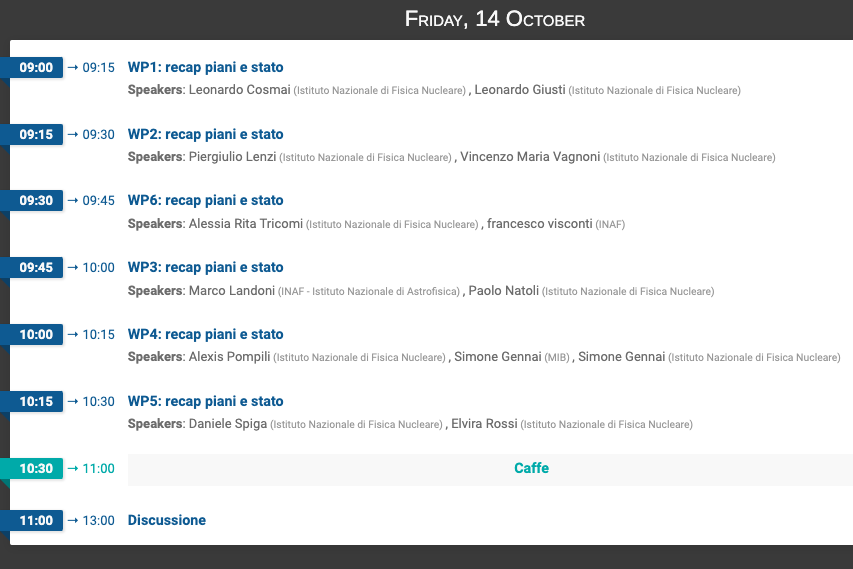 Friday, 14 October
09:00 → 09:15 WP1: recap piani e stato
Speakers: Leonardo Cosmai (Istituto Nazionale di Fisica Nucleare) , Leonardo Giusti (Istituto Nazionale di Fisica Nucleare)
09:15 → 09:30 WP2: recap piani e stato
Speakers: Piergiulio Lenzi (Istituto Nazionale di Fisica Nucleare) , Vincenzo Maria Vagnoni (Istituto Nazionale di Fisica Nucleare)
09:30 → 09:45 WP6: recap piani e stato
Speakers: Alessia Rita Tricomi (Istituto Nazionale di Fisica Nucleare) , francesco visconti (INAF)
09:45 → 10:00 WP3: recap piani e stato
Speakers: Marco Landoni (INAF - Istituto Nazionale di Astrofisica) , Paolo Natoli (Istituto Nazionale di Fisica Nucleare)
10:00 → 10:15 WP4: recap piani e stato
Speakers: Alexis Pompili (Istituto Nazionale di Fisica Nucleare) , Simone Gennai (MIB) , Simone Gennai (Istituto Nazionale di Fisica Nucleare)
10:15 → 10:30 WP5: recap piani e stato
Speakers: Daniele Spiga (Istituto Nazionale di Fisica Nucleare) , Elvira Rossi (Istituto Nazionale di Fisica Nucleare)
10:30 → 11:00 Caffe
11:00 → 13:00 Discussione